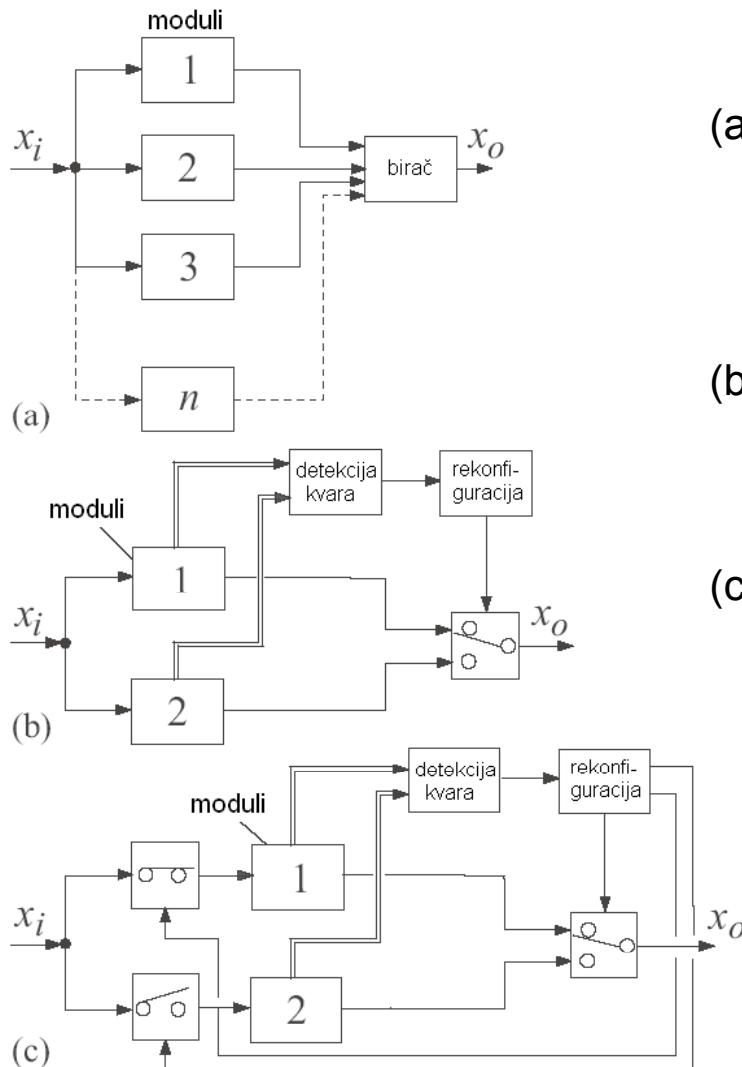 moduli
1
x_i
2
birač
x_o
3
n
(a)
(a
(b
detekcija
kvara
rekonfi-
guracija
moduli
1
x_i
x_o
2
(b)
(c
detekcija
kvara
rekonfi-
guracija
moduli
1
x_i
x_o
2
(c)